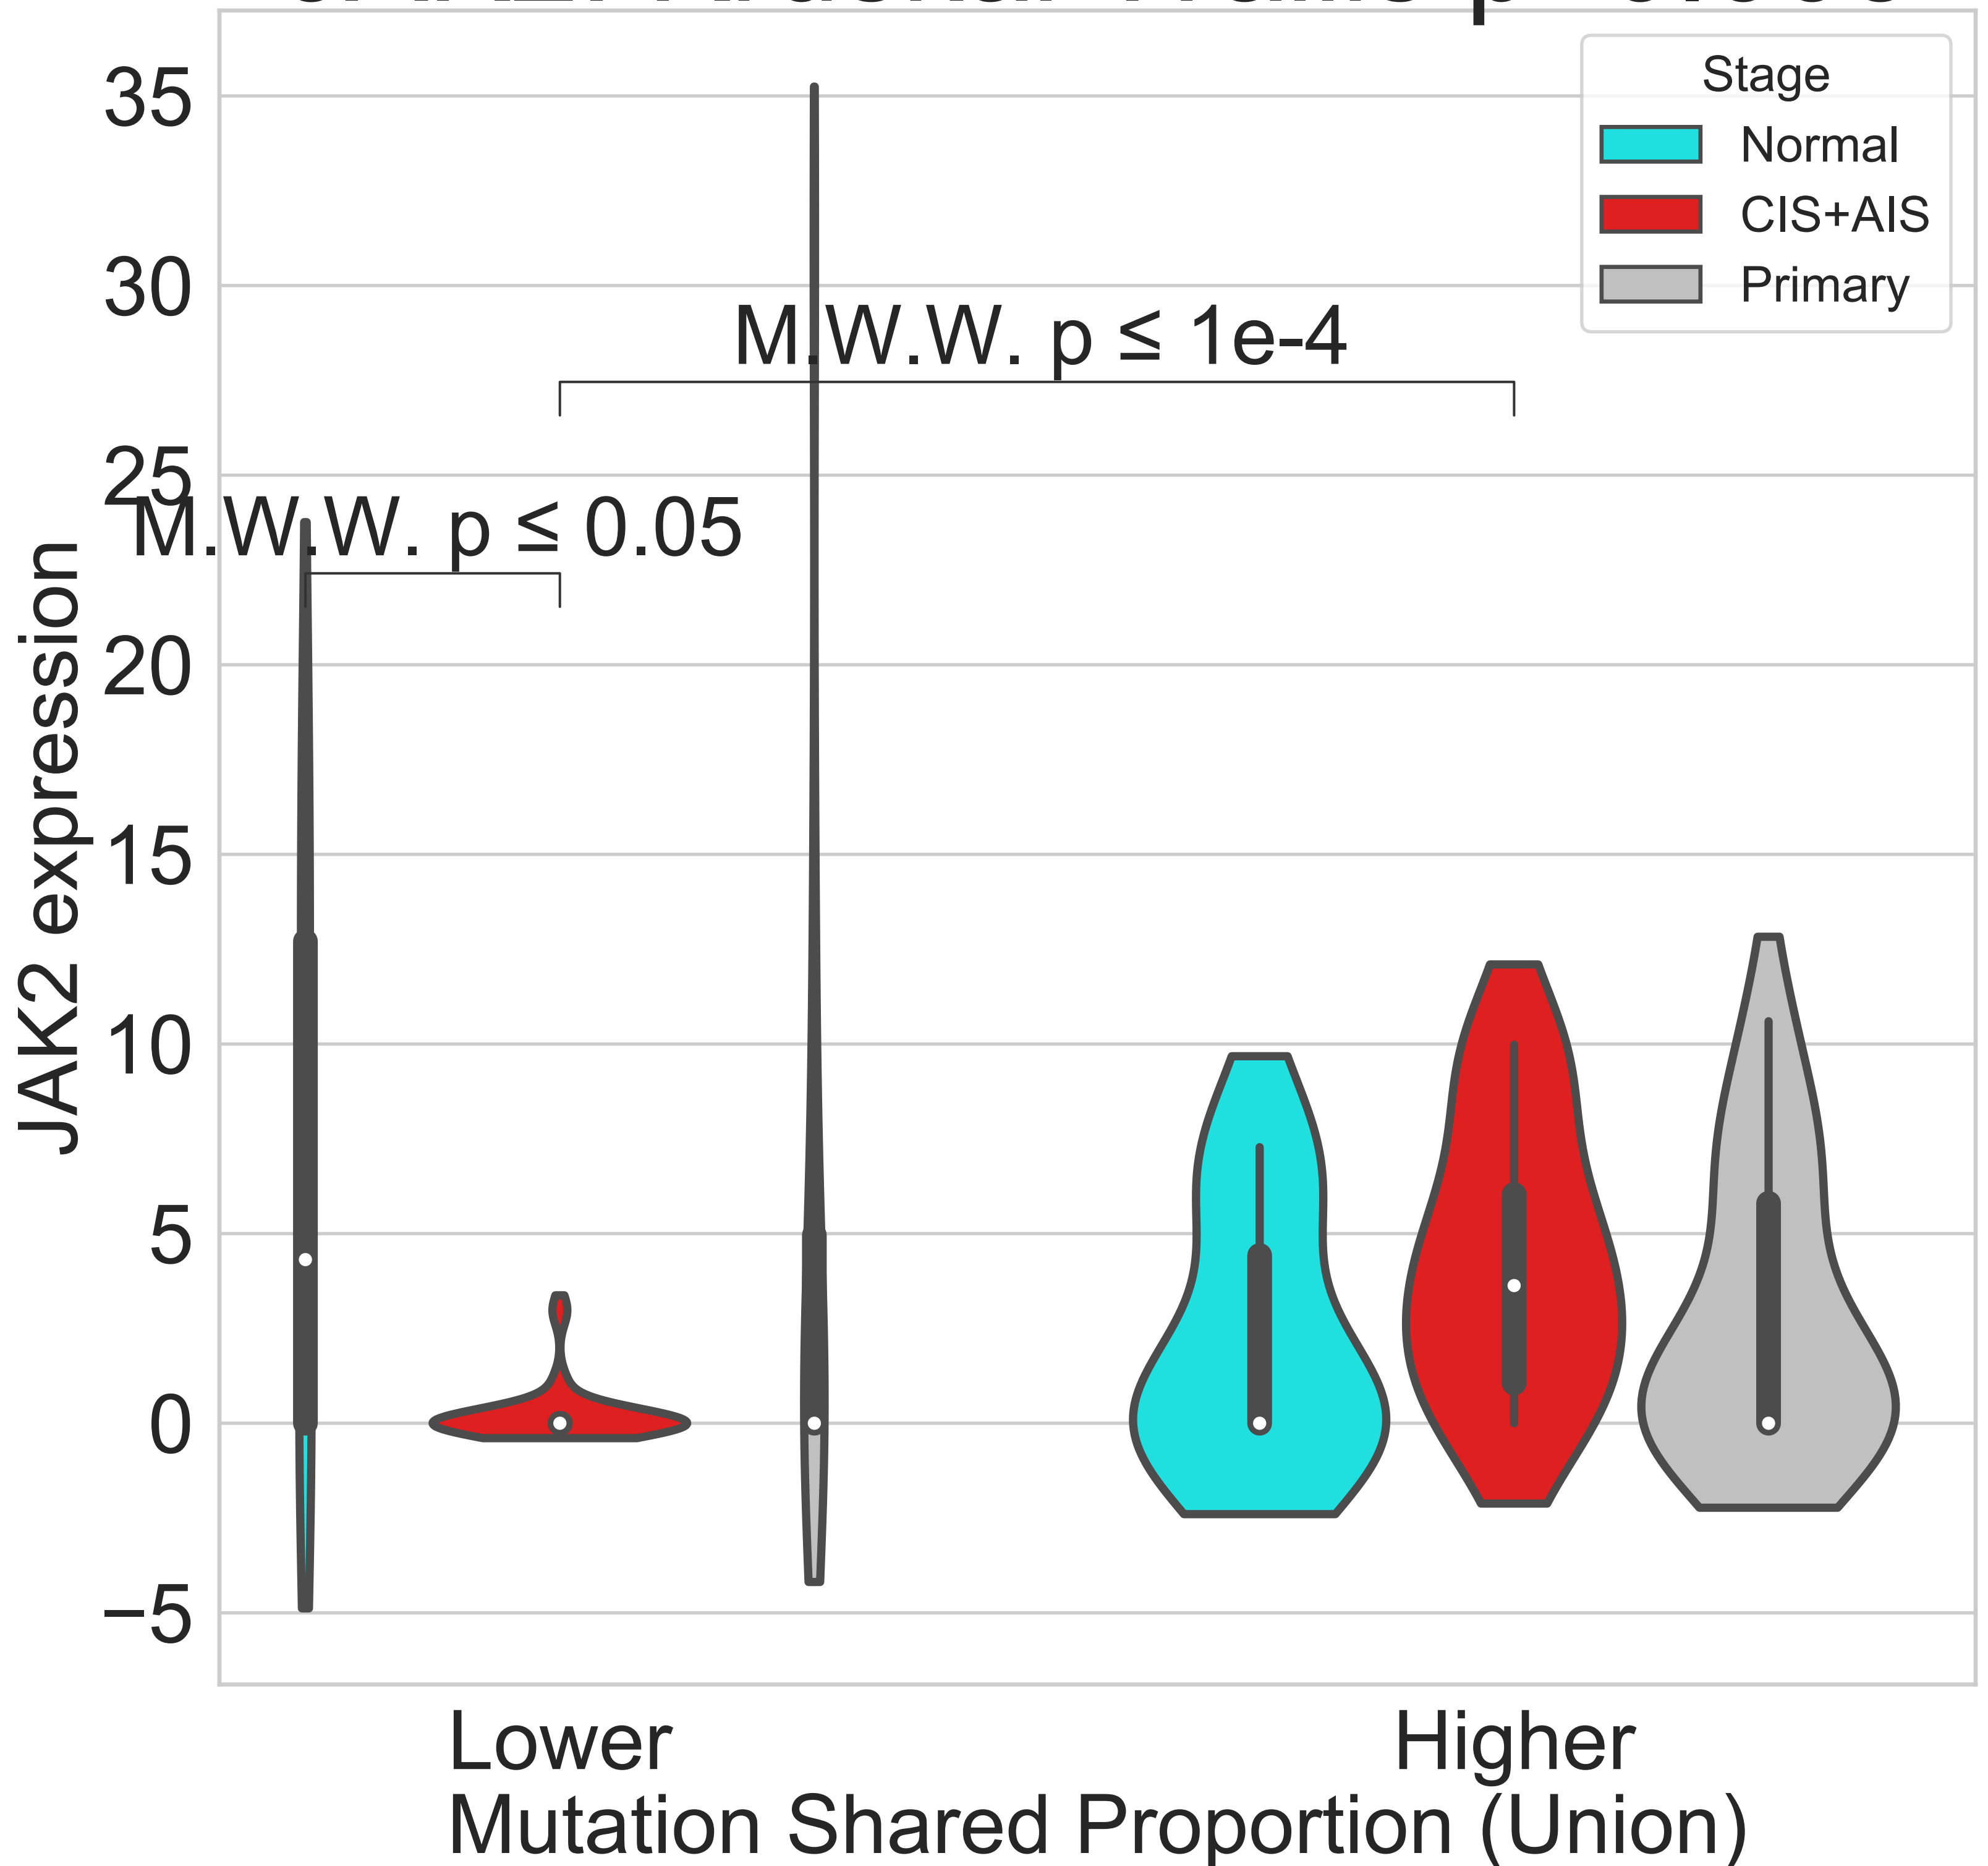 Stage
Normal
CIS+AIS
Primary
35
30
25
20
15
10
5
0
−5
M.W.W. p ≤ 1e-4
M.W.W. p ≤ 0.05
JAK2 expression
Lower
Higher
Mutation Shared Proportion (Union)